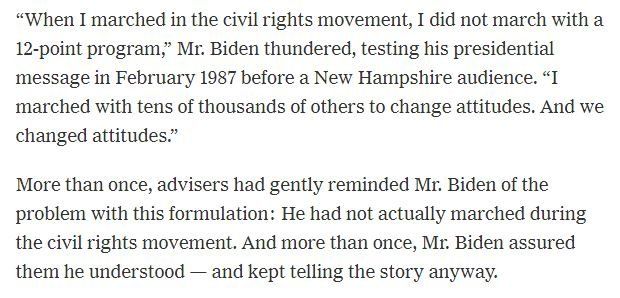 “When I marched in the civil rights movement, I did not march with a
12-point program,” Mr. Biden thundered, testing his presidential
message in February 1987 before a New Hampshire audience. “I
marched with tens of thousands of others to change attitudes. And we
changed attitudes.”
More than once, advisers had gently reminded Mr. Biden of the
problem with this formulation: He had not actually marched during
the civil rights movement. And more than once, Mr. Biden assured
them he understood — and kept telling the story anyway.